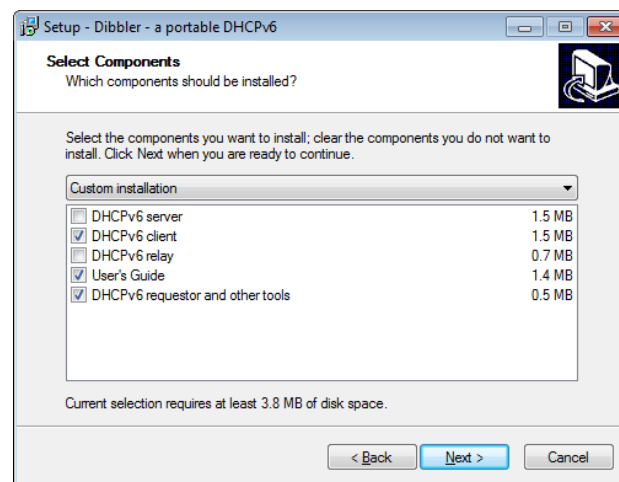 Setup - Dibbler - a portable DHCPv6
Select Components
Which components should be installed?
Select the components you want to install; clear the components you do not want to
install. Click Next when you are ready to continue.
Custom installation
DHCPv6 server 1.5 MB
DHCPv6 client 1.5 MB
DHCPv6 relay 0.7 MB
User's Guide 1.4 MB
DHCPv6 requestor and other tools 0.5 MB
Current selection requires at least 3.8 MB of disk space.
< Back Next > Cancel